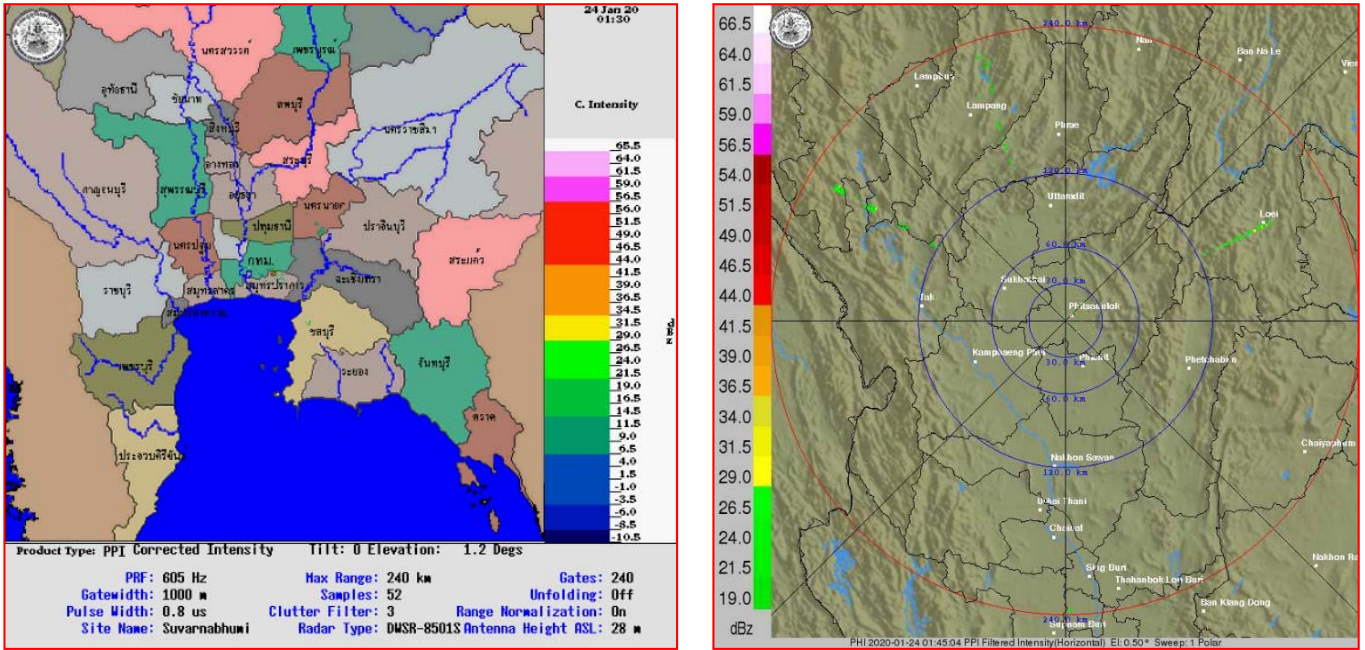 24 Jan 20
01:30
C. Intensity
65.5
64.0
61.5
59.0
56.5
56.0
51.5
46.5
44.0
41.5
39.0
36.5
34.5
31.5
29.0
26.5
24.0
21.5
19.0
16.5
14.5
11.5
9.0
6.5
4.0
1.5
-1.0
-3.5
-6.0
-8.5
-10.5
นครสวรรค์
เพชรบูรณ์
อุทัยธานี
ชัยนาท
ลพบุรี
สิงห์บุรี
นครราชสีมา
อ่างทอง
สระบุรี
กาญจนบุรี
สุพรรณบุรี
อยุธยา
นครนายก
ปทุมธานี
ปราจีนบุรี
นครปฐม
กทม.
สระแก้ว
ราชบุรี
สมุทรสาคร
สมุทรปราการ
ฉะเชิงเทรา
ชลบุรี
เพชรบุรี
ระยอง
จันทบุรี
ตราด
ประจวบคีรีขันธ์
Product Type: PPI Corrected Intensity Tilt: 0 Elevation: 1.2 Degs
PRF: 605 Hz Max Range: 240 km Gates: 240
Gatewidth: 1000 m Samples: 52 Unfolding: Off
Pulse Width: 0.8 us Clutter Filter: 3 Range Normalization: On
Site Name: Suvarnabhumi Radar Type: DWSR-8501S Antenna Height ASL: 28 m
66.5
64.0
61.5
59.0
56.5
54.0
51.5
49.0
46.5
44.0
41.5
39.0
36.5
34.0
31.5
29.0
26.5
24.0
21.5
19.0
dBz
240.0 km
Nan
Ban Na Le
Vien
Lamphun
Lampang
Phrae
120.0 km
Uttaradit
Loei
60.0 km
Sukhothai
30.0 km
Tak
Phitsanulok
Kamphaeng Phet
Phichit
30.0 km
Phetchabun
60.0 km
Chaiyaphum
Nakhon Sawan
120.0 km
Uthai Thani
Chainat
Nakhon Ra
Sing Buri
Thahanbok Lop Buri
Ban Klang Dong
240.0 km
Suphan Buri
PHI 2020-01-24 01:45:04 PPI Filtered Intensity(Horizontal) El: 0.50° Sweep: 1 Polar